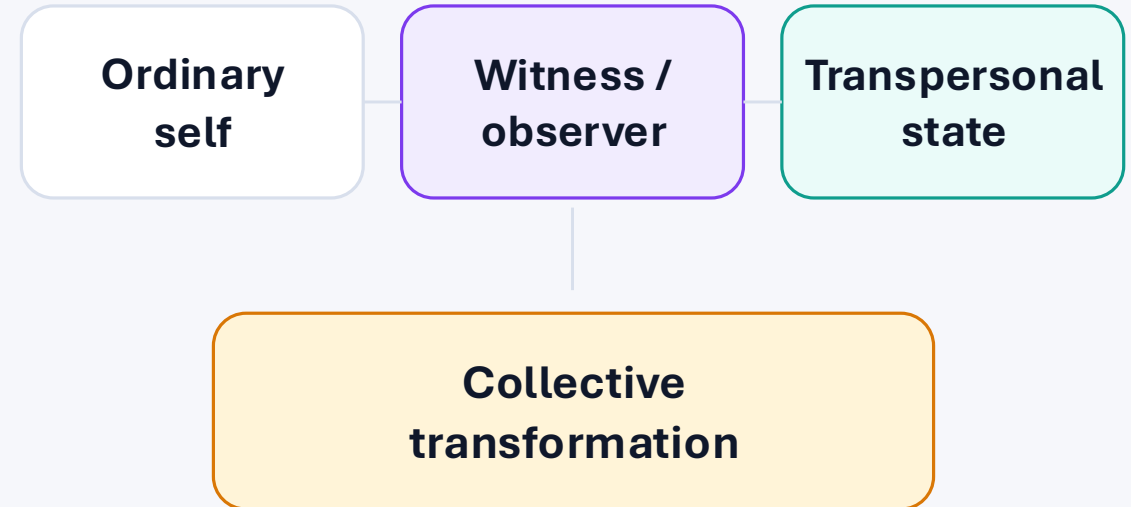 Ordinary
self
Witness /
observer
Transpersonal
state
Collective
transformation